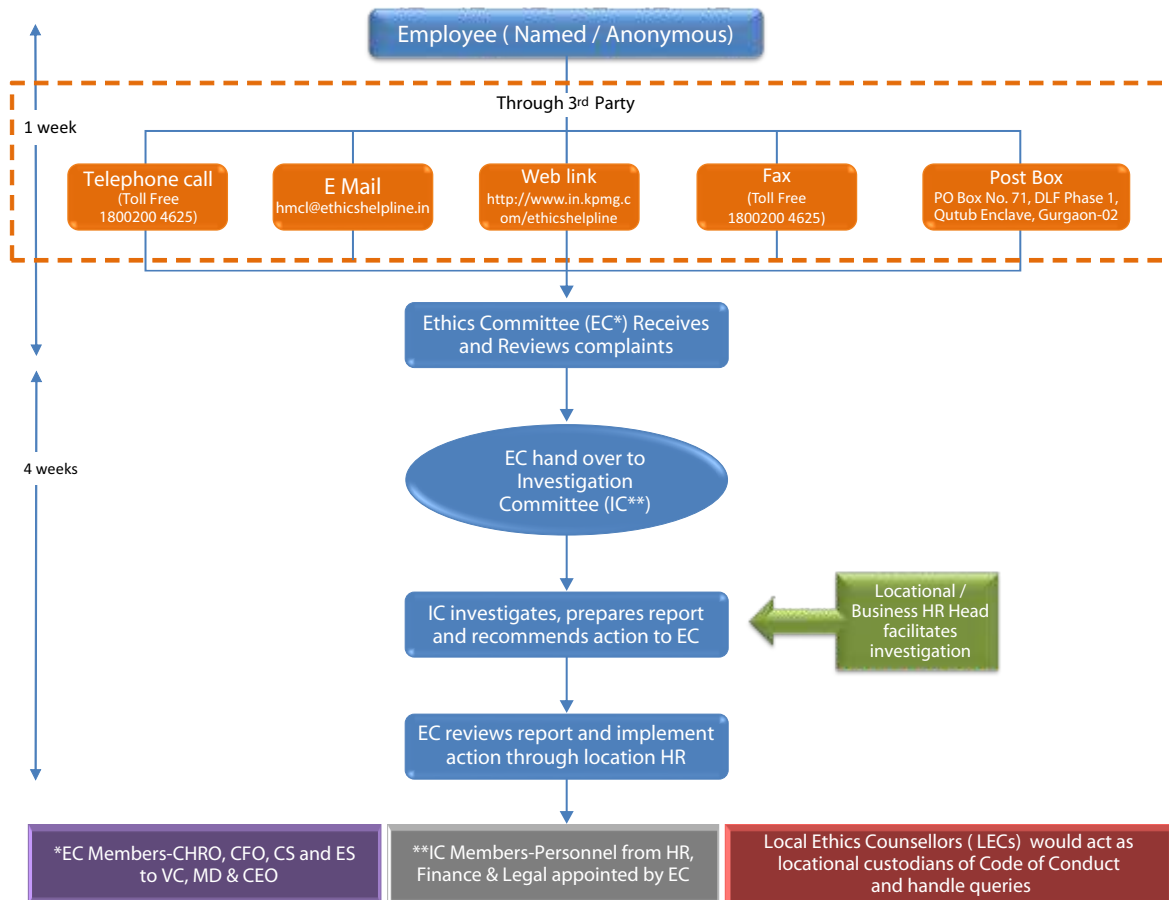 Employee ( Named / Anonymous)
Through 3rd Party
1 week
Telephone call
(Toll Free
1800200 4625)
E Mail
hmcl@ethicshelpline.in
Web link
http://www.in.kpmg.c
om/ethicshelpline
Fax
(Toll Free
1800200 4625)
Post Box
PO Box No. 71, DLF Phase 1,
Qutub Enclave, Gurgaon-02
Ethics Committee (EC*) Receives
and Reviews complaints
4 weeks
EC hand over to
Investigation
Committee (IC**)
IC investigates, prepares report
and recommends action to EC
Locational /
Business HR Head
facilitates
investigation
EC reviews report and implement
action through location HR
*EC Members-CHRO, CFO, CS and ES
to VC, MD & CEO
**IC Members-Personnel from HR,
Finance & Legal appointed by EC
Local Ethics Counsellors ( LECs) would act as
locational custodians of Code of Conduct
and handle queries